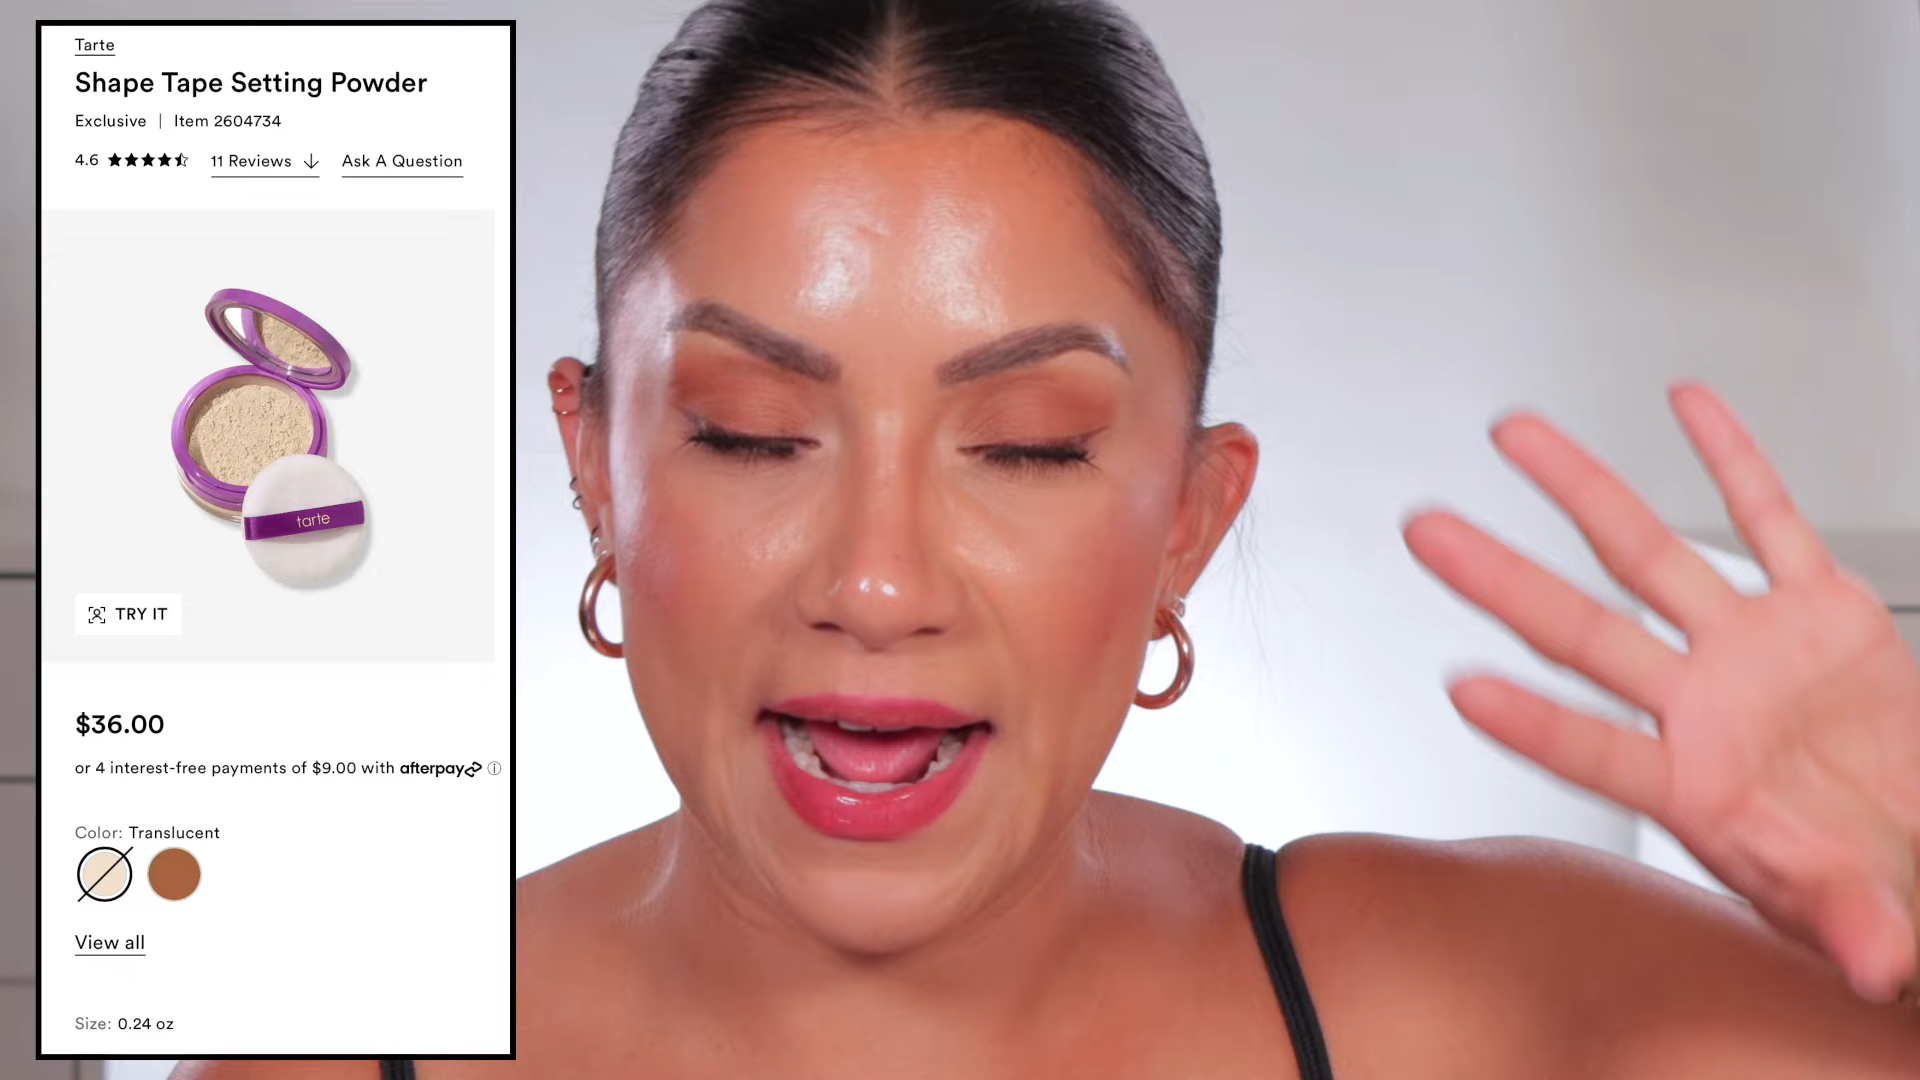 Tarte
Shape Tape Setting Powder
Exclusive | Item 2604734
4.6 11 Reviews Ask A Question
tarte
TRY IT
$36.00
or 4 interest-free payments of $9.00 with afterpay
Color: Translucent
View all
Size: 0.24 oz